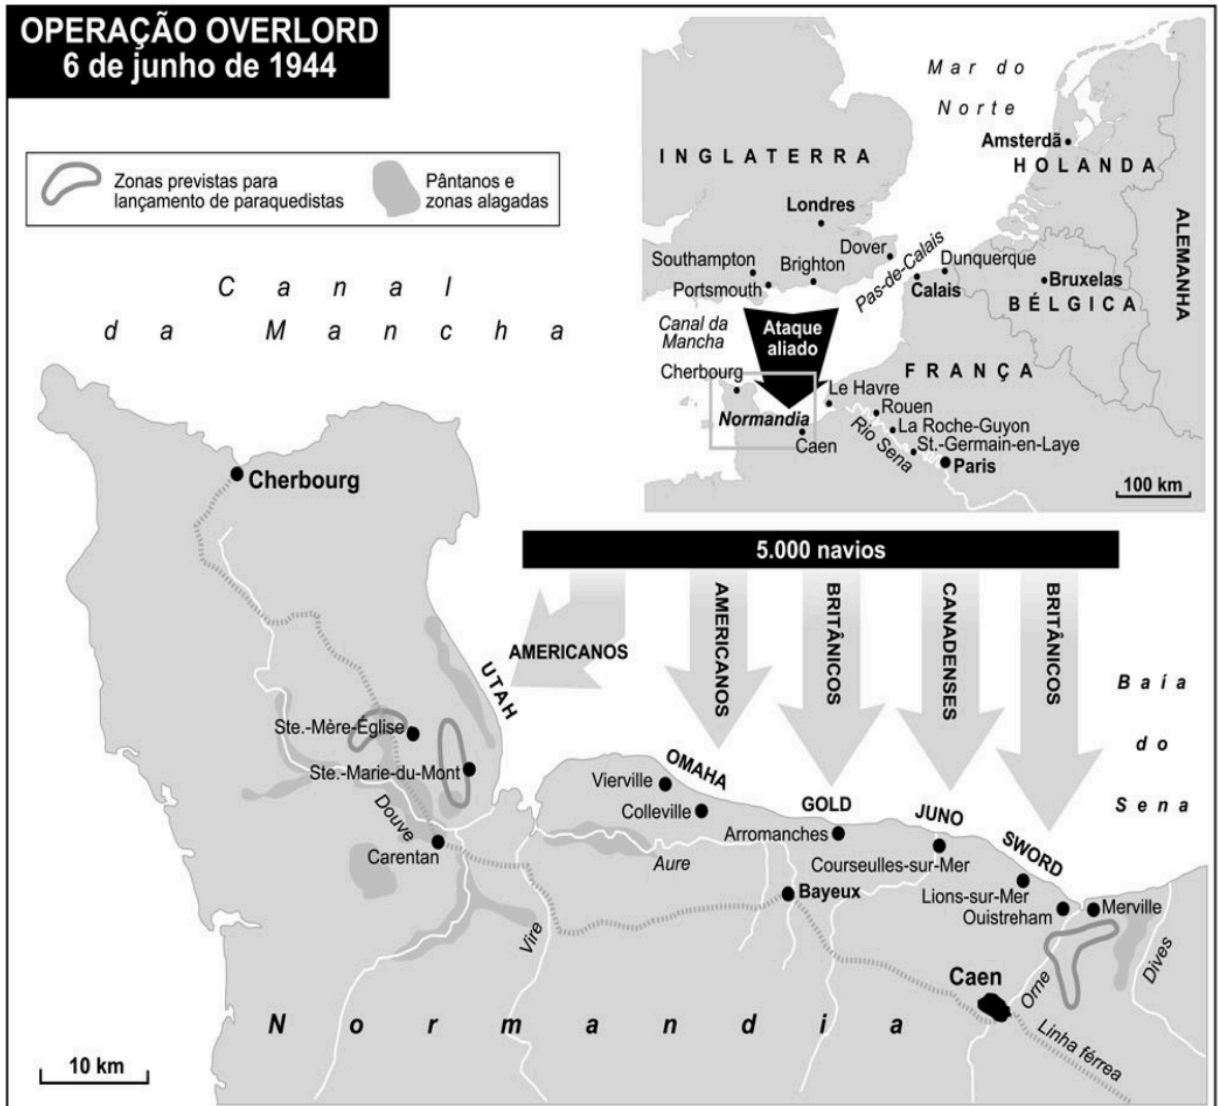 OPERAÇÃO OVERLORD
6 de junho de 1944
Zonas previstas para
lançamento de paraquedistas
Pântanos e
zonas alagadas
Canal
da Mancha
Mar do
Norte
Amsterdã
HOLANDA
INGLATERRA
Londres
ALEMANHA
Southampton
Portsmouth
Brighton
Dover
Pas-de-Calais
Dunquerque
Calais
Bruxelas
BÉLGICA
Canal da
Mancha
Ataque
aliado
Cherbourg
FRANÇA
Le Havre
Rouen
Normandia
La Roche-Guyon
Caen
Rio Sena
St.-Germain-en-Laye
Paris
100 km
Cherbourg
5.000 navios
AMERICANOS
AMERICANOS
BRITÂNICOS
CANADENSES
BRITÂNICOS
UTAH
Baía
do
Sena
Ste.-Mère-Église
Ste.-Marie-du-Mont
Douve
Carentan
OMAHA
Vierville
Colleville
GOLD
Arromanches
JUNO
Courseulles-sur-Mer
SWORD
Lions-sur-Mer
Ouistreham
Merville
Aure
Bayeux
Vire
Caen
Orne
Dives
Linha férrea
Normandia
10 km